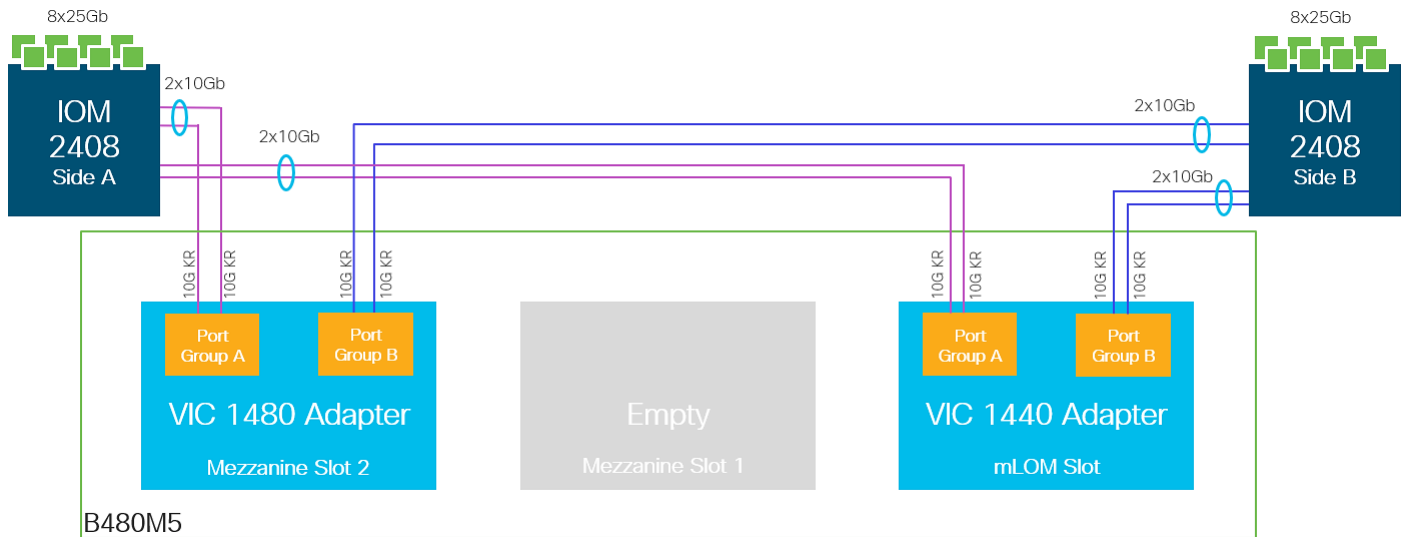 8x25Gb
8x25Gb
IOM
2408
Side A
2x10Gb
2x10Gb
2x10Gb
2x10Gb
IOM
2408
Side B
10G KR
10G KR
10G KR
10G KR
10G KR
10G KR
10G KR
10G KR
Port
Group A
Port
Group B
VIC 1480 Adapter
Mezzanine Slot 2
Empty
Mezzanine Slot 1
Port
Group A
Port
Group B
VIC 1440 Adapter
mLOM Slot
B480M5